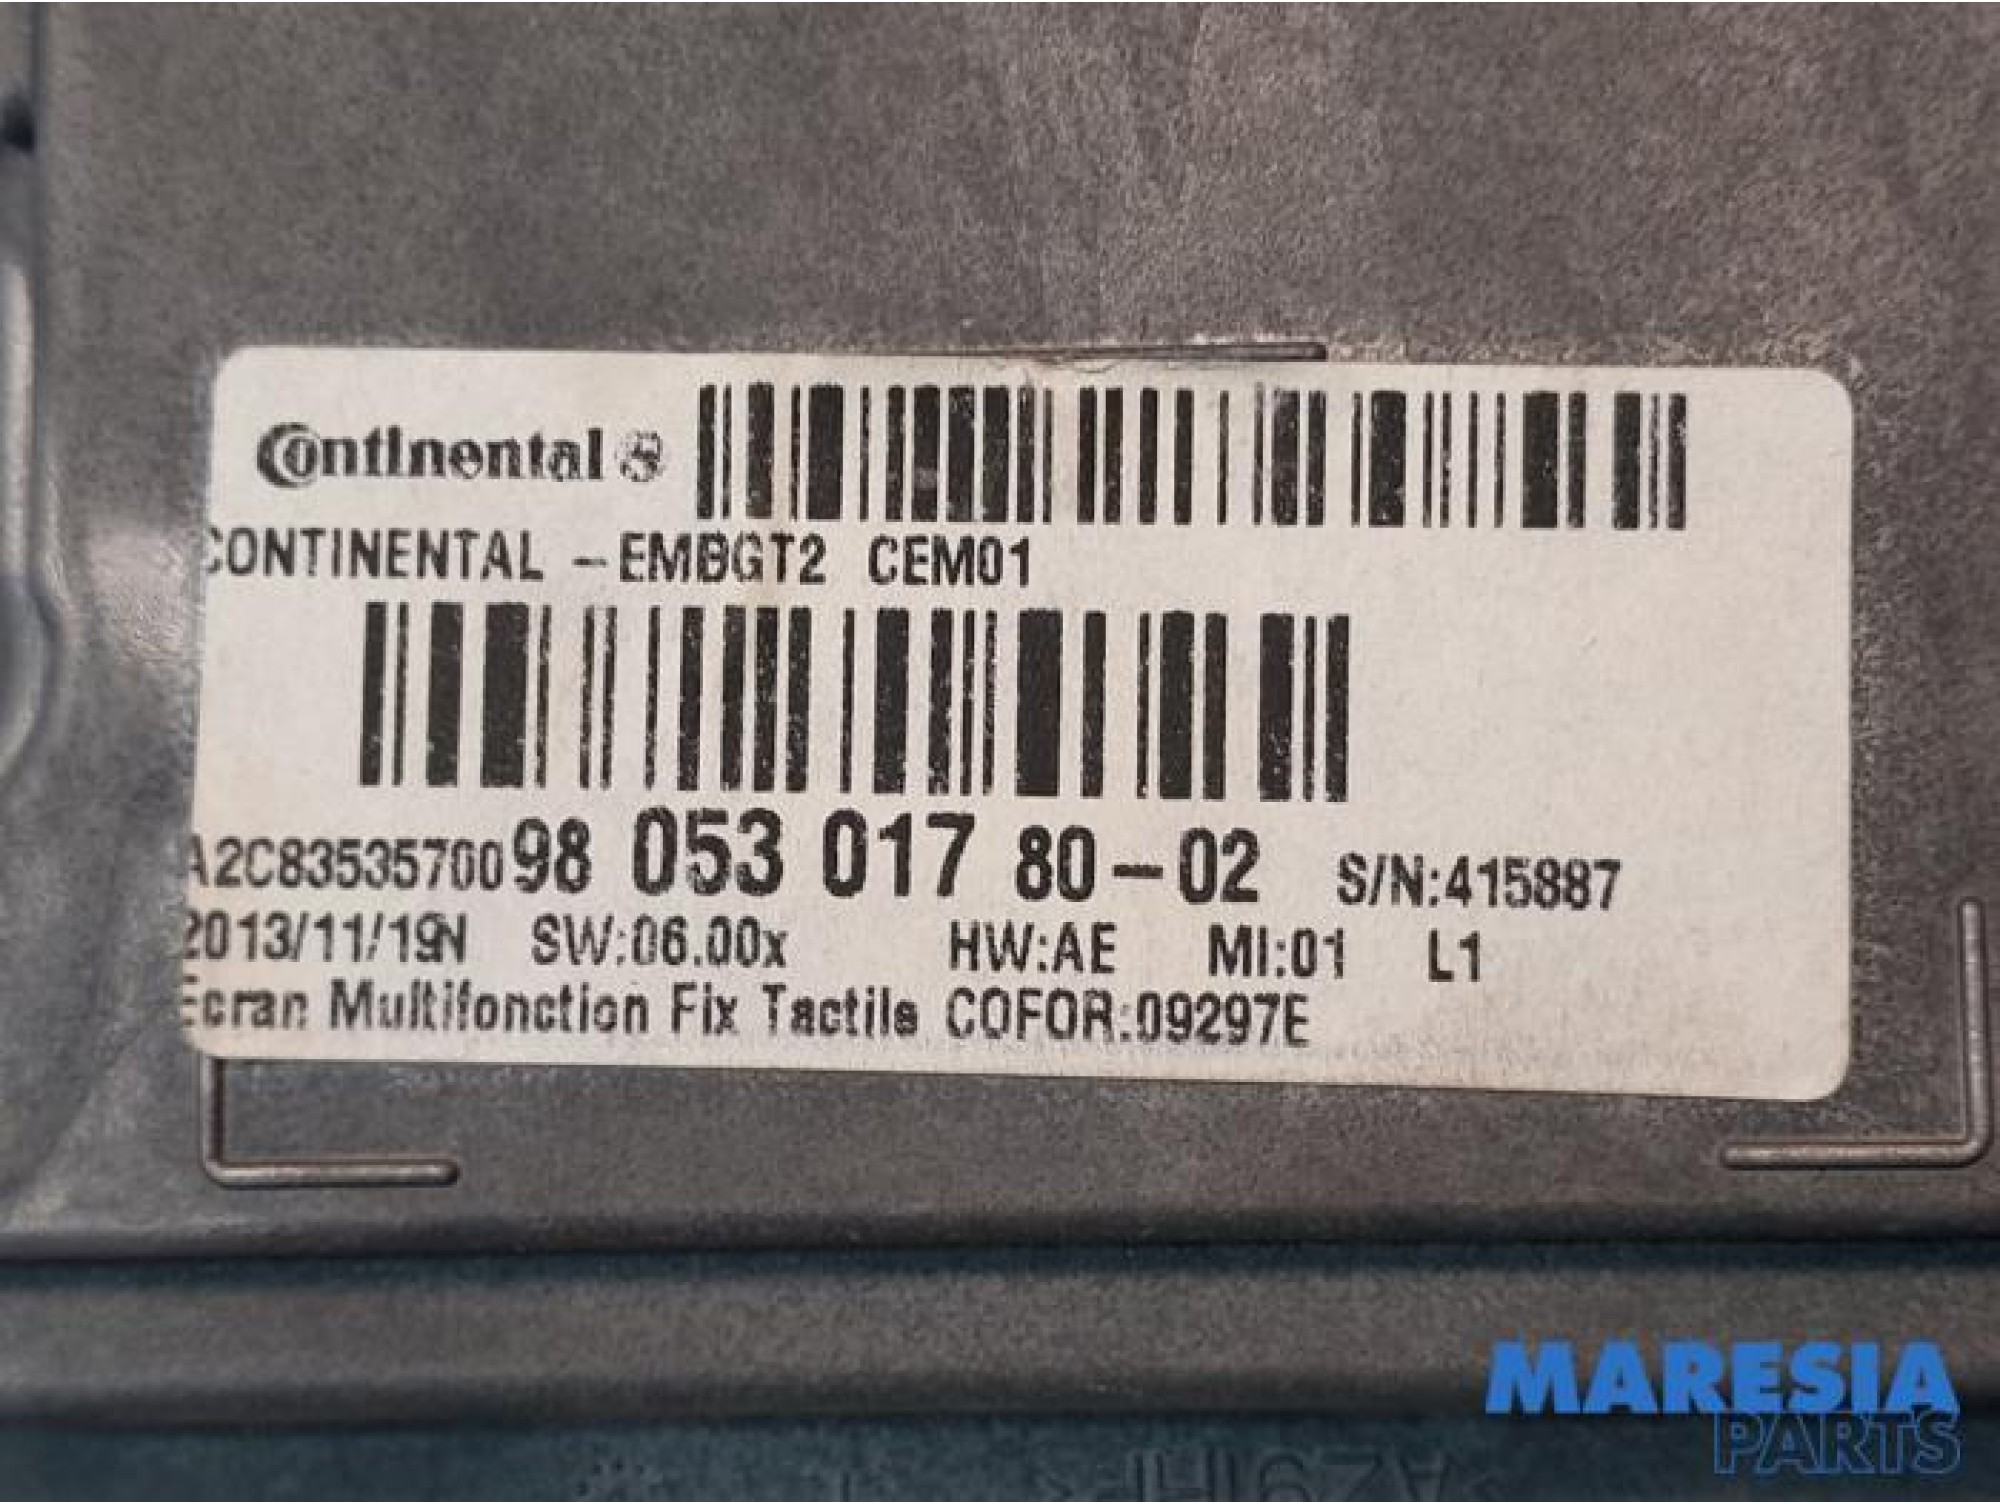 Continental
CONTINENTAL -EMBGT2 CEM01
A2C83535700 98 053 017 80-02 S/N:415887
2013/11/19N SW:06.00x HW:AE MI:01 L1
Ecran Multifonction Fix Tactile COFOR:09297E
MARESIA
PARTS